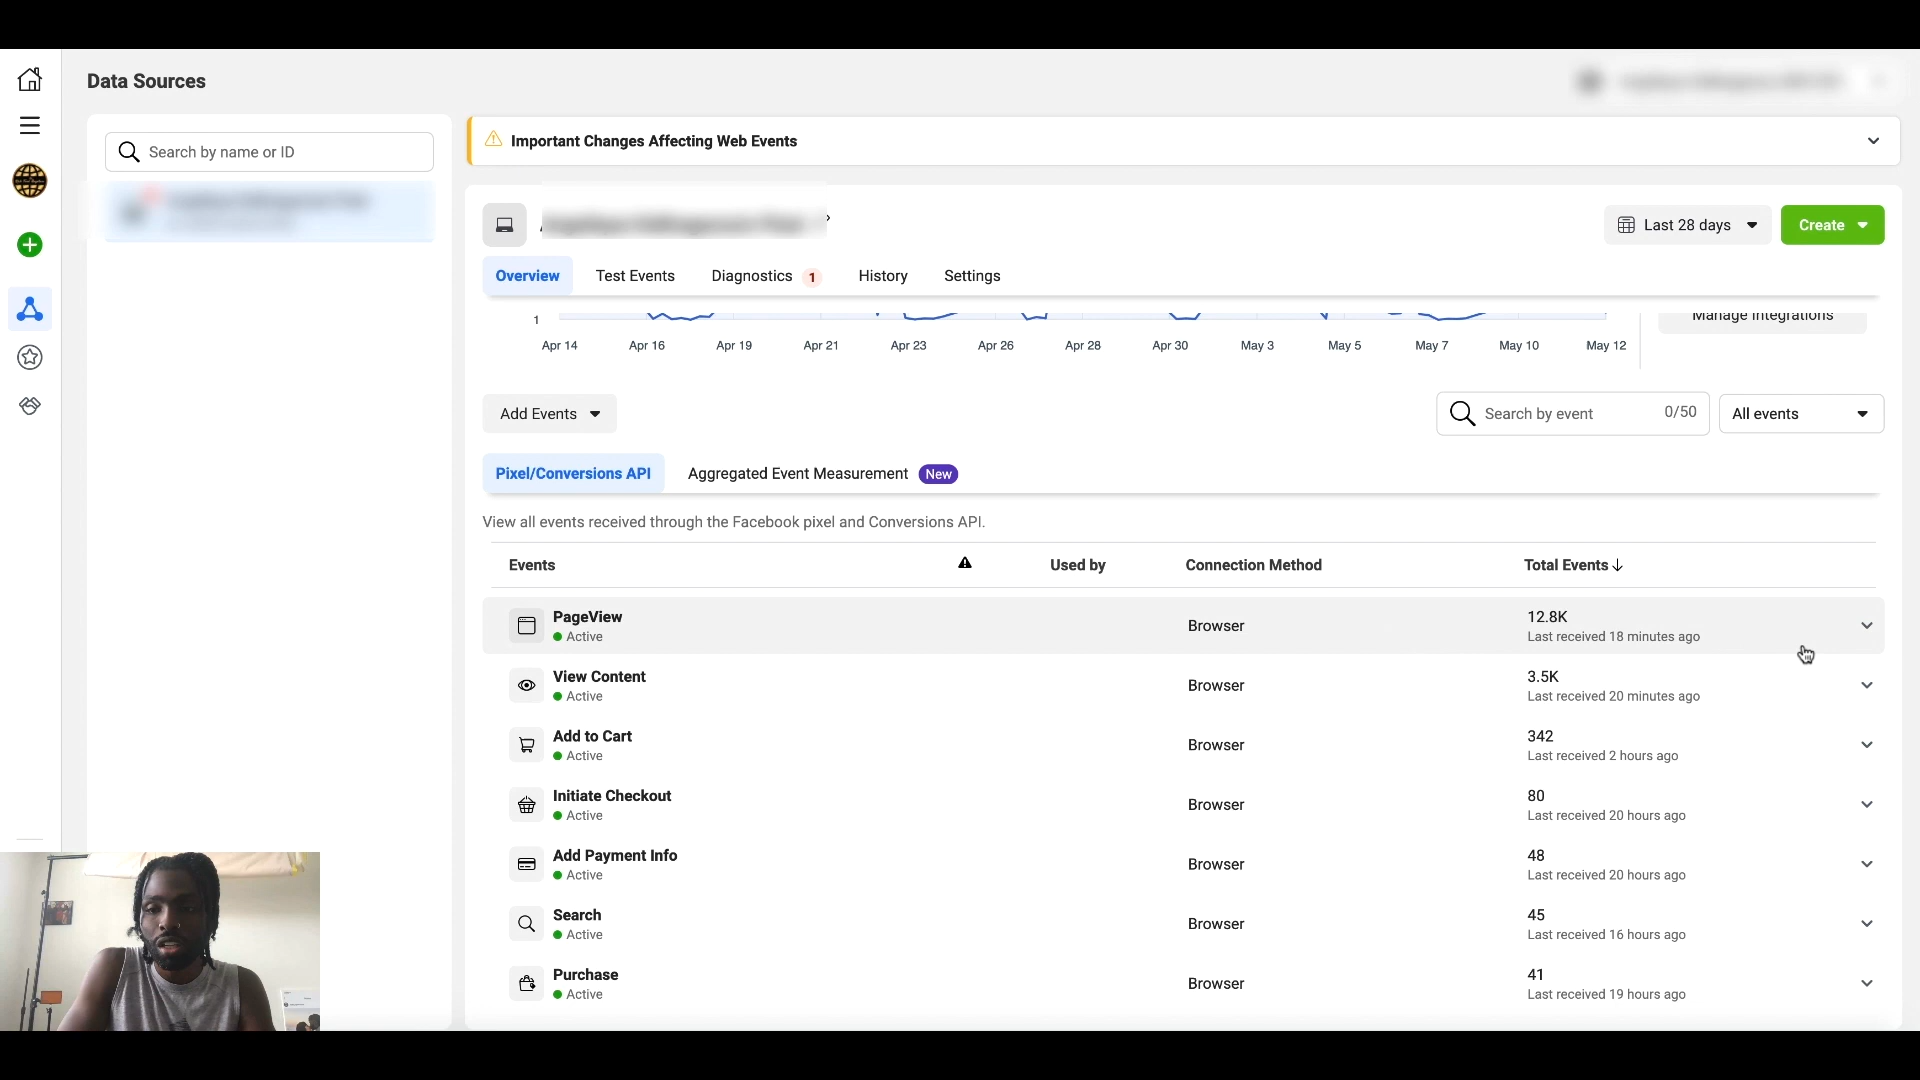 Data Sources
Search by name or ID
Important Changes Affecting Web Events
Last 28 days
Create
Overview
Test Events
Diagnostics 1
History
Settings
1
Manage Integrations
Apr 14
Apr 16
Apr 19
Apr 21
Apr 23
Apr 26
Apr 28
Apr 30
May 3
May 5
May 7
May 10
May 12
Add Events
Search by event 0/50
All events
Pixel/Conversions API
Aggregated Event Measurement New
View all events received through the Facebook pixel and Conversions API.
Events
Used by
Connection Method
Total Events
PageView
Active
Browser
12.8K
Last received 18 minutes ago
View Content
Active
Browser
3.5K
Last received 20 minutes ago
Add to Cart
Active
Browser
342
Last received 2 hours ago
Initiate Checkout
Active
Browser
80
Last received 20 hours ago
Add Payment Info
Active
Browser
48
Last received 20 hours ago
Search
Active
Browser
45
Last received 16 hours ago
Purchase
Active
Browser
41
Last received 19 hours ago